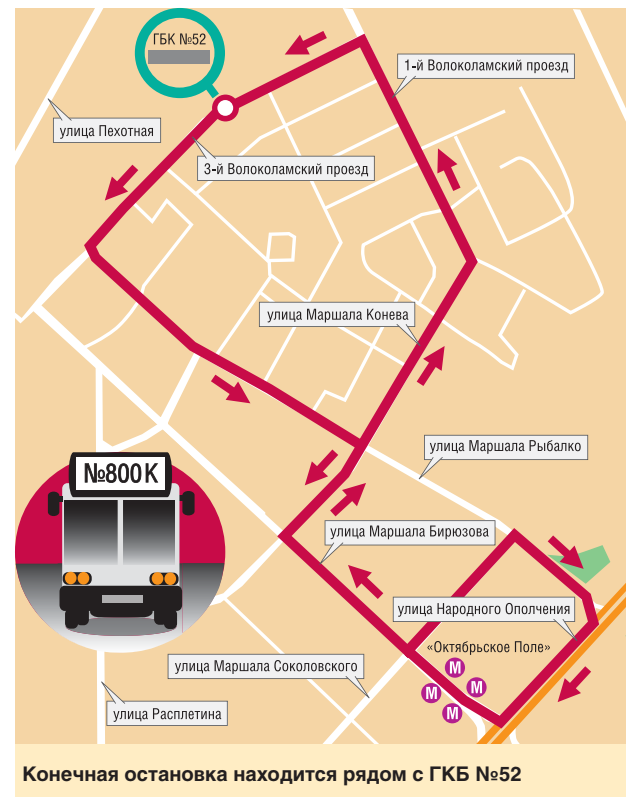 ГБК №52
1-й Волоколамский проезд
улица Пехотная
3-й Волоколамский проезд
улица Маршала Конева
улица Маршала Рыбалко
№800К
улица Маршала Бирюзова
улица Народного Ополчения
«Октябрьское Поле»
М
М
М
М
улица Маршала Соколовского
улица Расплетина
Конечная остановка находится рядом с ГКБ №52